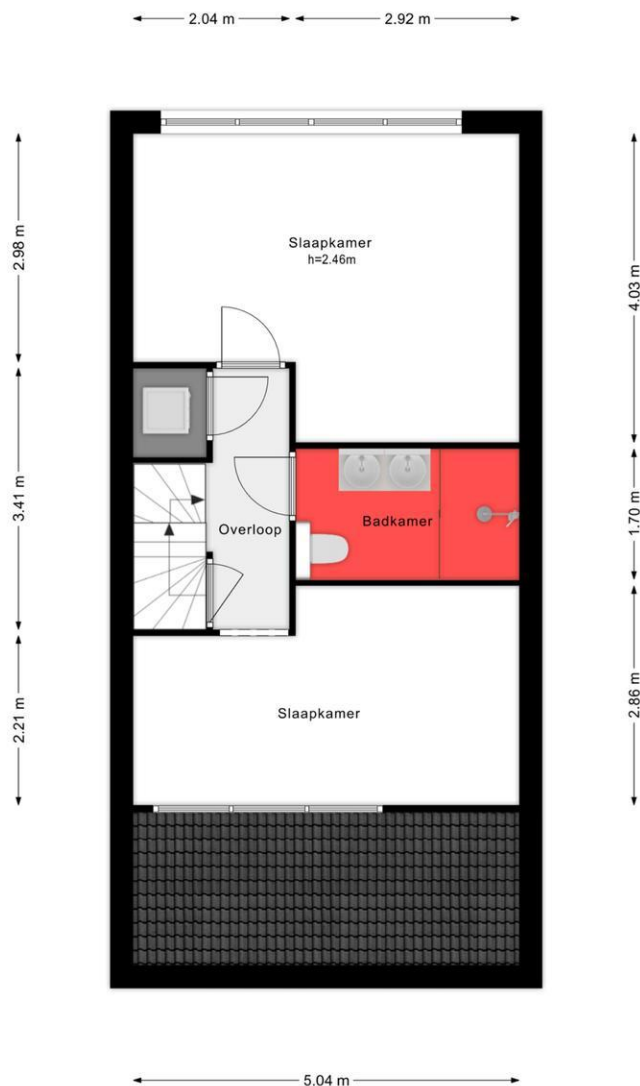 2.04 m
2.92 m
2.98 m
4.03 m
Slaapkamer
h=2.46m
3.41 m
1.70 m
Overloop
Badkamer
2.21 m
2.86 m
Slaapkamer
5.04 m